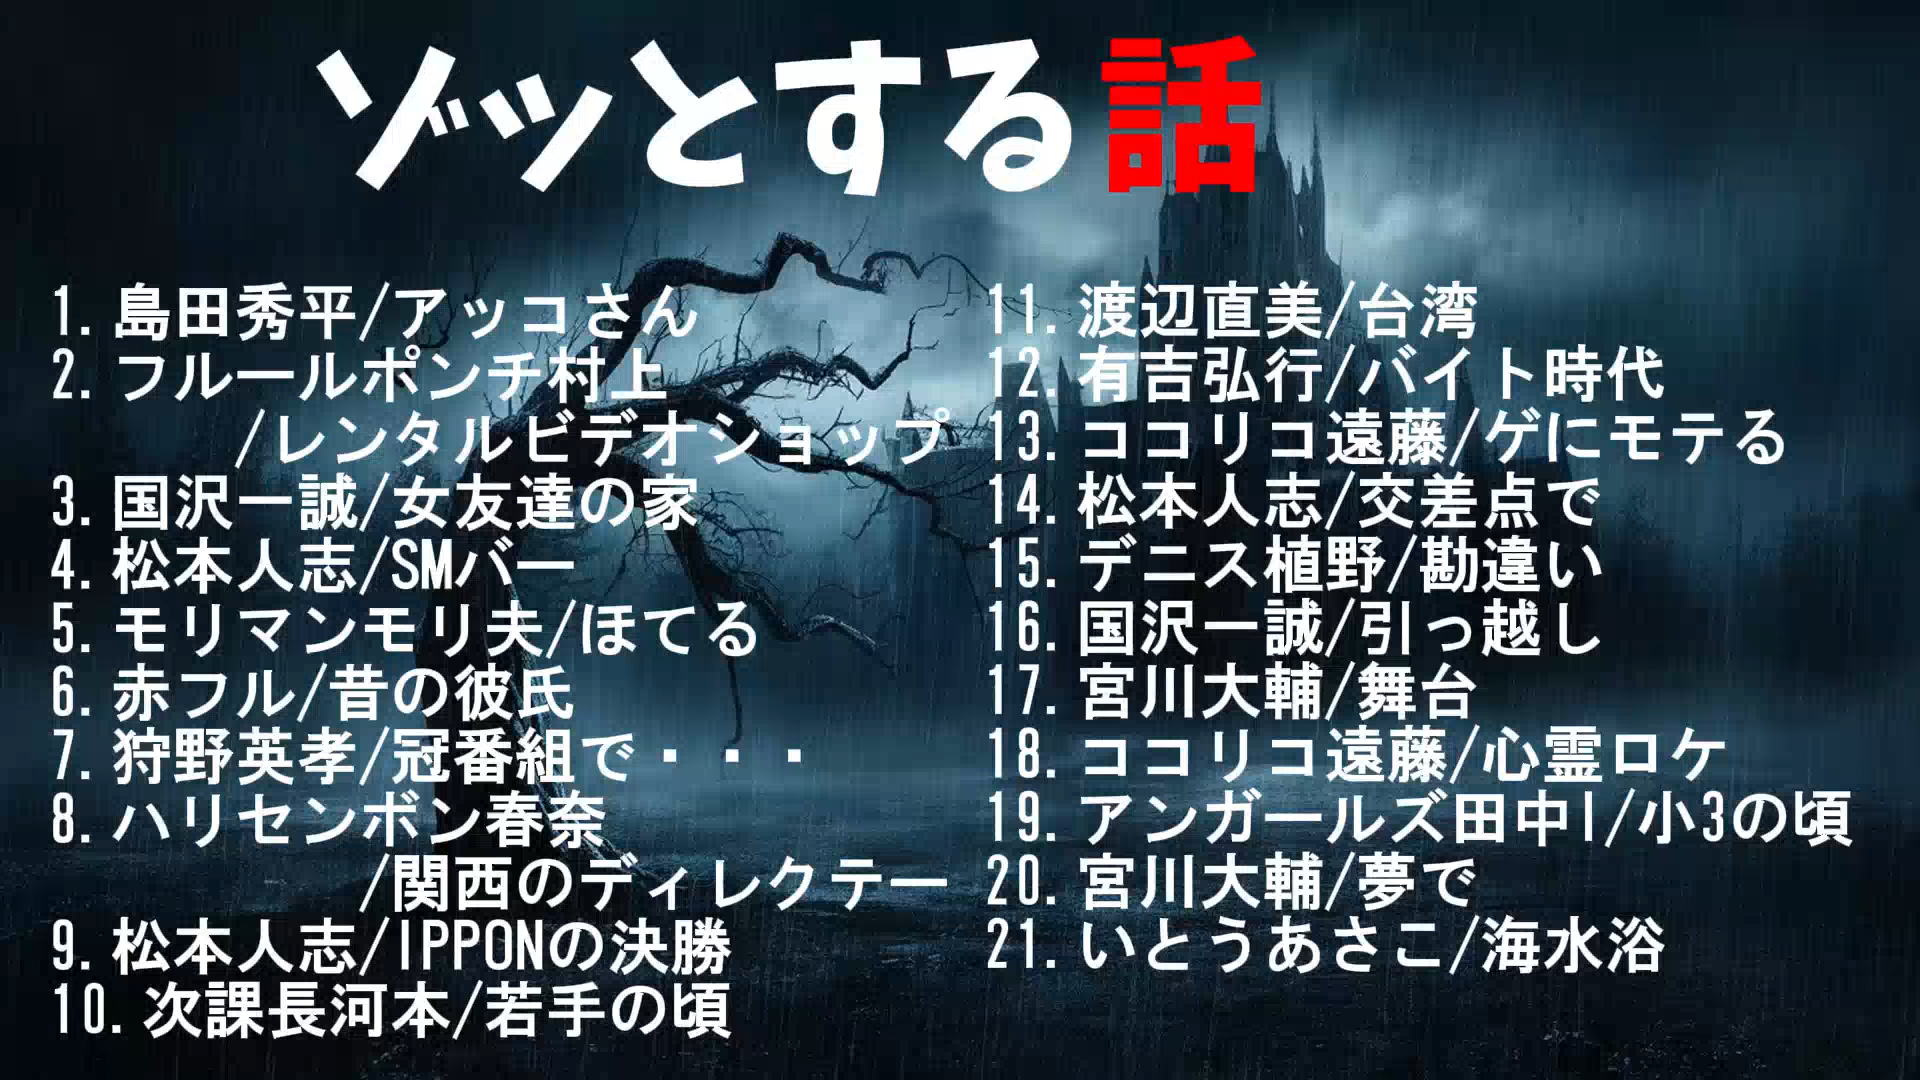 ゾッとする話
1. 島田秀平/アッコさん
2. フルールポンチ村上
/レンタルビデオショップ
3. 国沢一誠/女友達の家
4. 松本人志/SMバー
5. モリマンモリ夫/ほてる
6. 赤フル/昔の彼氏
7. 狩野英孝/冠番組で・・・
8. ハリセンボン春奈
/関西のディレクテー
9. 松本人志/IPPONの決勝
10. 次課長河本/若手の頃
11. 渡辺直美/台湾
12. 有吉弘行/バイト時代
13. ココリコ遠藤/ゲにモテる
14. 松本人志/交差点で
15. デニス植野/勘違い
16. 国沢一誠/引っ越し
17. 宮川大輔/舞台
18. ココリコ遠藤/心霊ロケ
19. アンガールズ田中l/小3の頃
20. 宮川大輔/夢で
21. いとうあさこ/海水浴